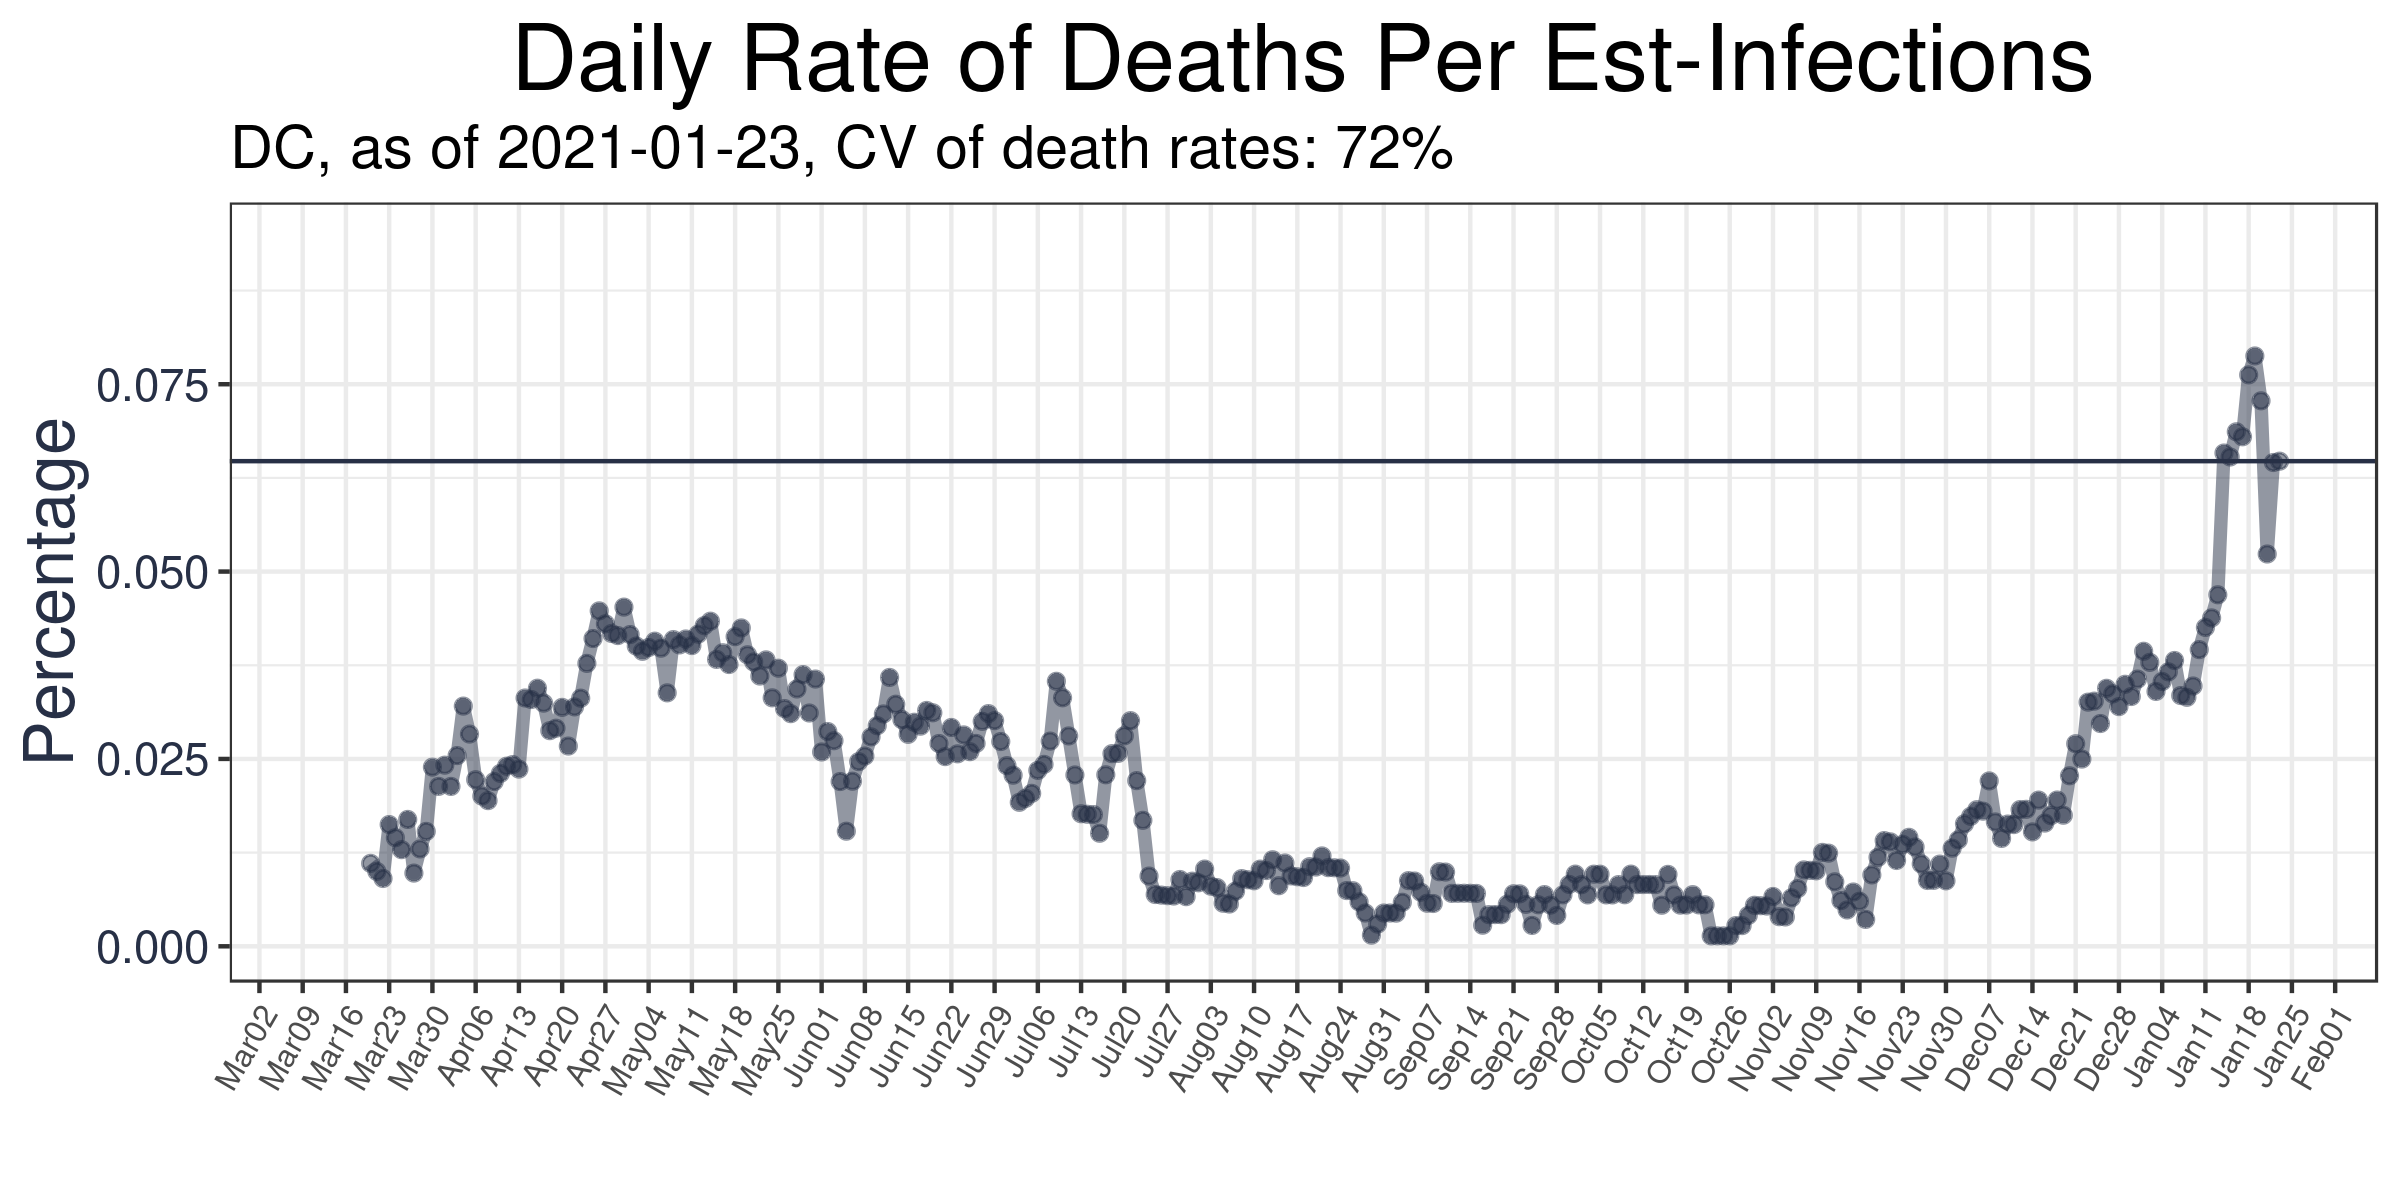 Daily Rate of Deaths Per Est-Infections
DC, as of 2021-01-23, CV of death rates: 72%
Percentage
0.075
0.050
0.025
0.000
Mar02
Mar09
Mar16
Mar23
Mar30
Apr06
Apr13
Apr20
Apr27
May04
May11
May18
May25
Jun01
Jun08
Jun15
Jun22
Jun29
Jul06
Jul13
Jul20
Jul27
Aug03
Aug10
Aug17
Aug24
Aug31
Sep07
Sep14
Sep21
Sep28
Oct05
Oct12
Oct19
Oct26
Nov02
Nov09
Nov16
Nov23
Nov30
Dec07
Dec14
Dec21
Dec28
Jan04
Jan11
Jan18
Jan25
Feb01